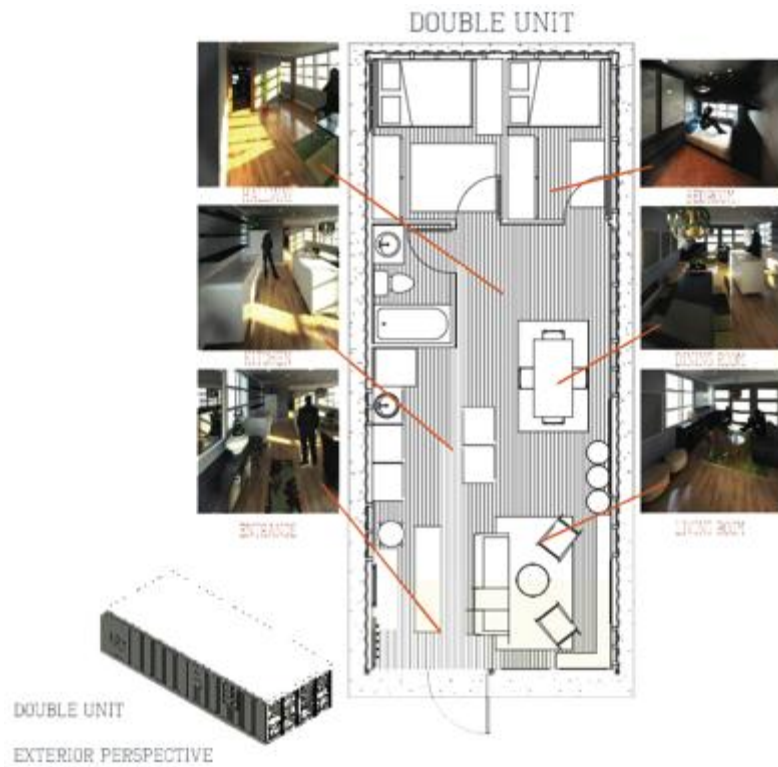 DOUBLE UNIT
HALLWAY
BEDROOM
KITCHEN
DINING ROOM
ENTRANCE
LIVING ROOM
DOUBLE UNIT
EXTERIOR PERSPECTIVE